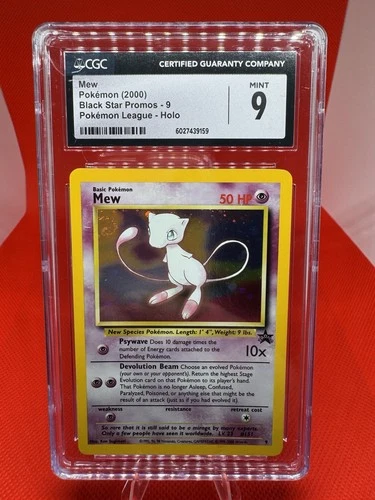 CGC
CERTIFIED GUARANTY COMPANY
Mew
Pokémon (2000)
Black Star Promos - 9
Pokémon League - Holo
6027439159
MINT
9
Basic Pokémon
Mew
50 HP
New Species Pokémon. Length: 1' 4", Weight: 9 lbs.
Psywave Does 10 damage times the
number of Energy cards attached to the
Defending Pokémon.
10x
Devolution Beam Choose an evolved Pokémon
(your own or your opponent's). Return the highest Stage
Evolution card on that Pokémon to its player's hand.
That Pokémon is no longer Asleep, Confused,
Paralyzed, Poisoned, or anything else that might be the
result of an attack (just as if you had evolved it).
weakness
resistance
retreat cost
So rare that it is still said to be a mirage by many experts.
Only a few people have seen it worldwide. LV. 23 #151